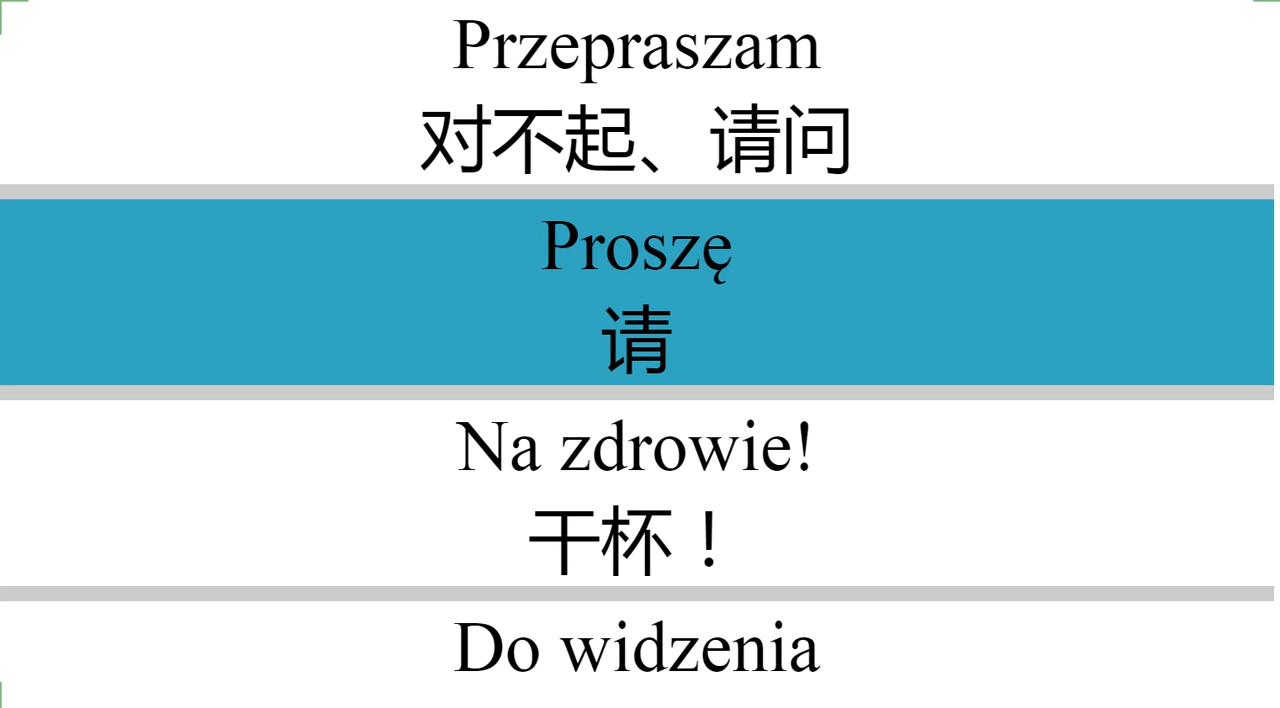 Przepraszam
对不起、请问
Proszę
请
Na zdrowie!
干杯！
Do widzenia